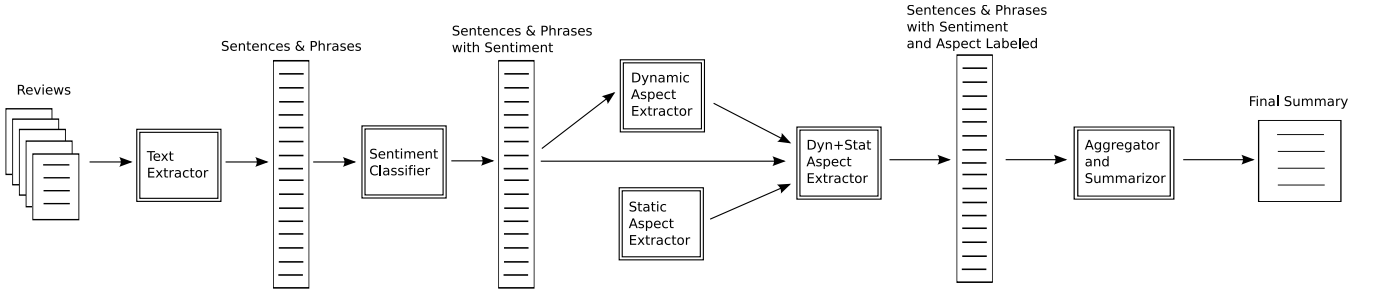 Reviews
Text
Extractor
Sentences & Phrases
Sentiment
Classifier
Sentences & Phrases
with Sentiment
Dynamic
Aspect
Extractor
Static
Aspect
Extractor
Dyn+Stat
Aspect
Extractor
Sentences & Phrases
with Sentiment
and Aspect Labeled
Aggregator
and
Summarizor
Final Summary